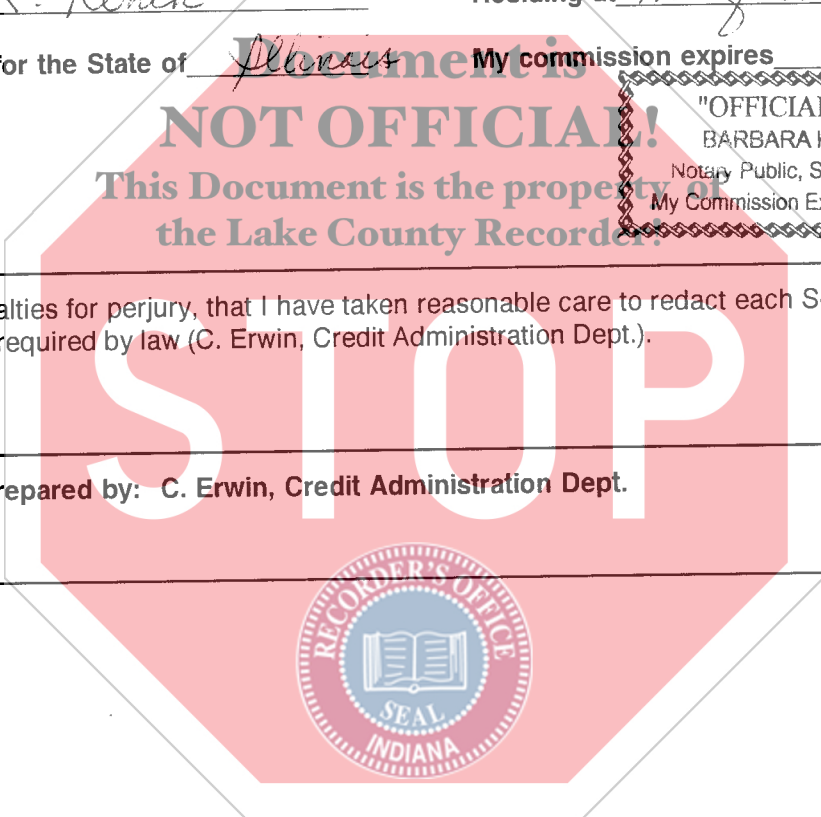 for the State of Illinois My commission expires
Document is
NOT OFFICIAL!
This Document is the property of
the Lake County Recorder!
"OFFICIAL
BARBARA
Notary Public, S
My Commission Ex
alties for perjury, that I have taken reasonable care to redact each S
required by law (C. Erwin, Credit Administration Dept.).
STOP
repared by: C. Erwin, Credit Administration Dept.
RECORDER'S OFFICE
SEAL
INDIANA